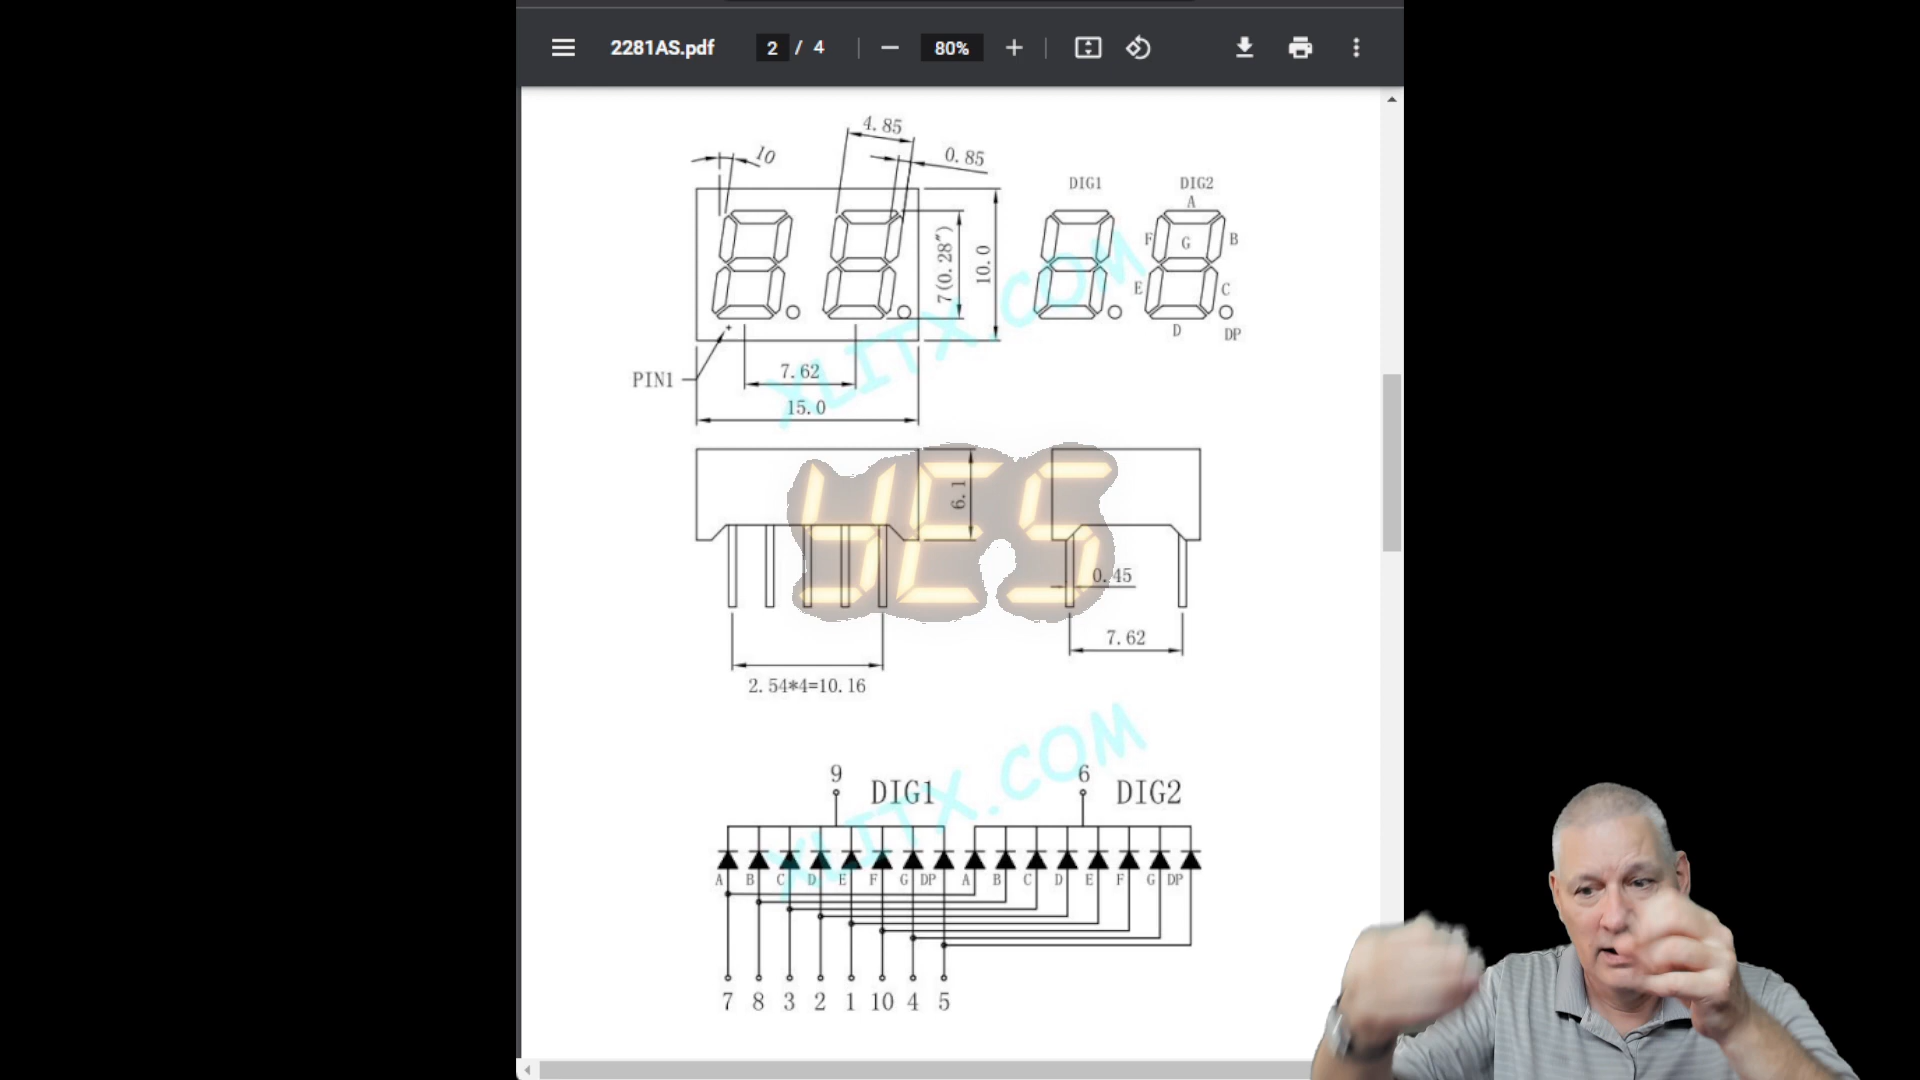 2281AS.pdf 2 / 4 80%
4.85
10
0.85
DIG1 DIG2
A
F G B
7(0.28")
10.0
E C
D DP
PIN1
7.62
15.0
XLITX.COM
6.1
YES
0.45
7.62
2.54*4=10.16
XLITX.COM
9 DIG1 6 DIG2
A B C D E F G DP A B C D E F G DP
7 8 3 2 1 10 4 5